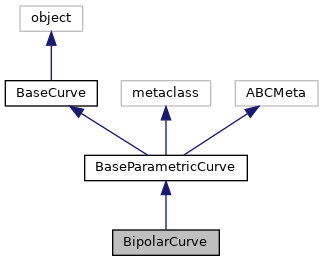 object
BaseCurve
metaclass
ABCMeta
BaseParametricCurve
BipolarCurve